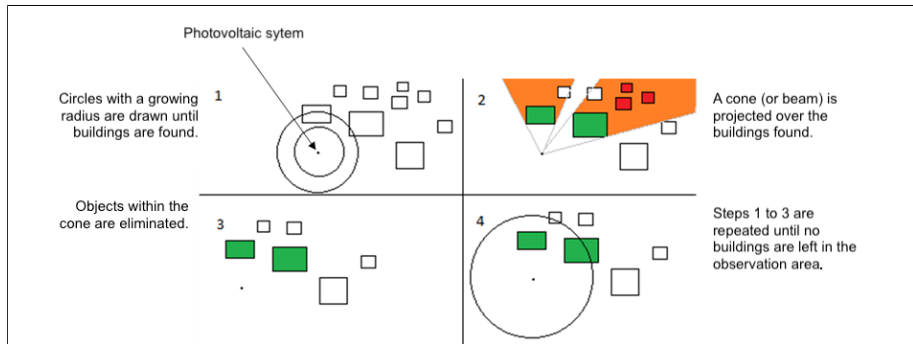 Photovoltaic sytem
1
Circles with a growing
radius are drawn until
buildings are found.
2
A cone (or beam) is
projected over the
buildings found.
Objects within the
cone are eliminated.
3
4
Steps 1 to 3 are
repeated until no
buildings are left in the
observation area.